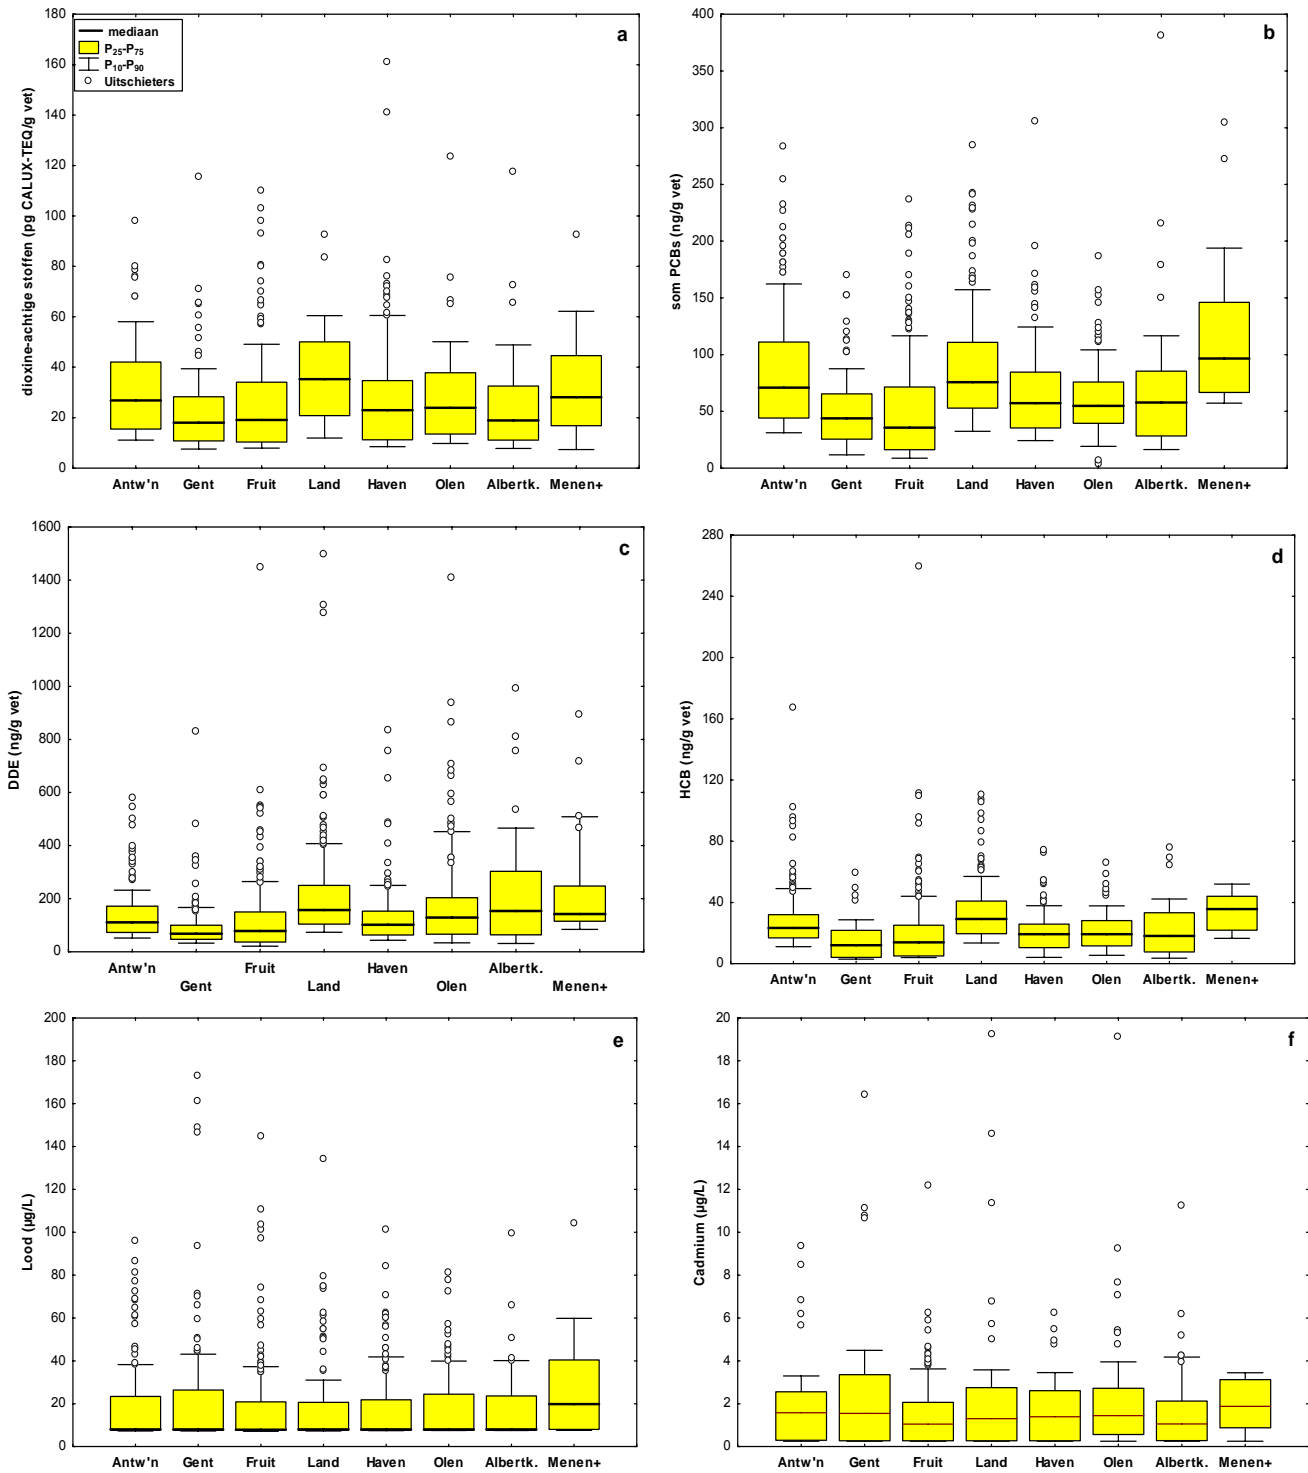 mediaan
P25-P75
P10-P90
Uitschieters
a
dioxine-achtige stoffen (pg CALUX-TEQ/g vet)
180
160
140
120
100
80
60
40
20
0
Antw'n Gent Fruit Land Haven Olen Albertk. Menen+
b
som PCBs (ng/g vet)
400
350
300
250
200
150
100
50
0
Antw'n Gent Fruit Land Haven Olen Albertk. Menen+
c
DDE (ng/g vet)
1600
1400
1200
1000
800
600
400
200
0
Antw'n Fruit Haven Albertk.
Gent Land Olen Menen+
d
HCB (ng/g vet)
280
240
200
160
120
80
40
0
Antw'n Gent Fruit Land Haven Olen Albertk. Menen+
e
Lood (µg/L)
200
180
160
140
120
100
80
60
40
20
0
Antw'n Gent Fruit Land Haven Olen Albertk. Menen+
f
Cadmium (µg/L)
20
18
16
14
12
10
8
6
4
2
0
Antw'n Gent Fruit Land Haven Olen Albertk. Menen+